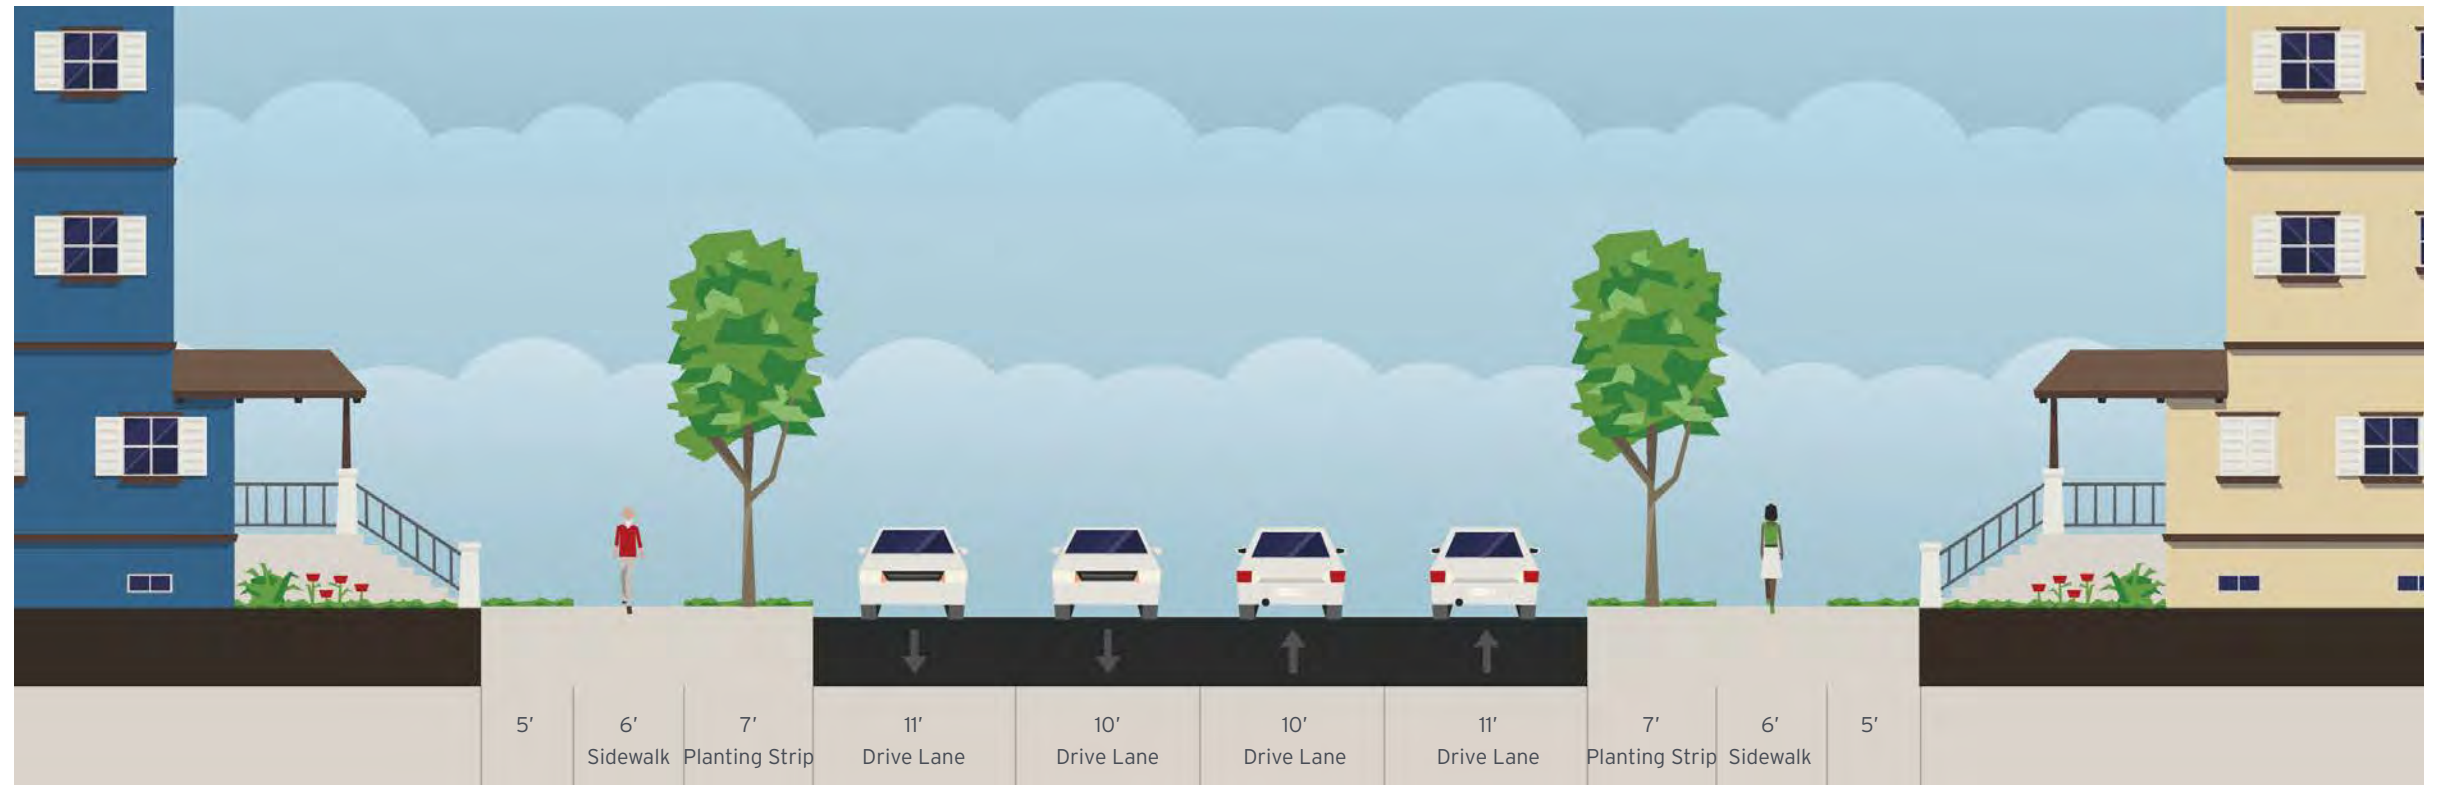 5′ 6′ 7′ 11′ 10′ 10′ 11′ 7′ 6′ 5′
Sidewalk Planting Strip Drive Lane Drive Lane Drive Lane Drive Lane Planting Strip Sidewalk